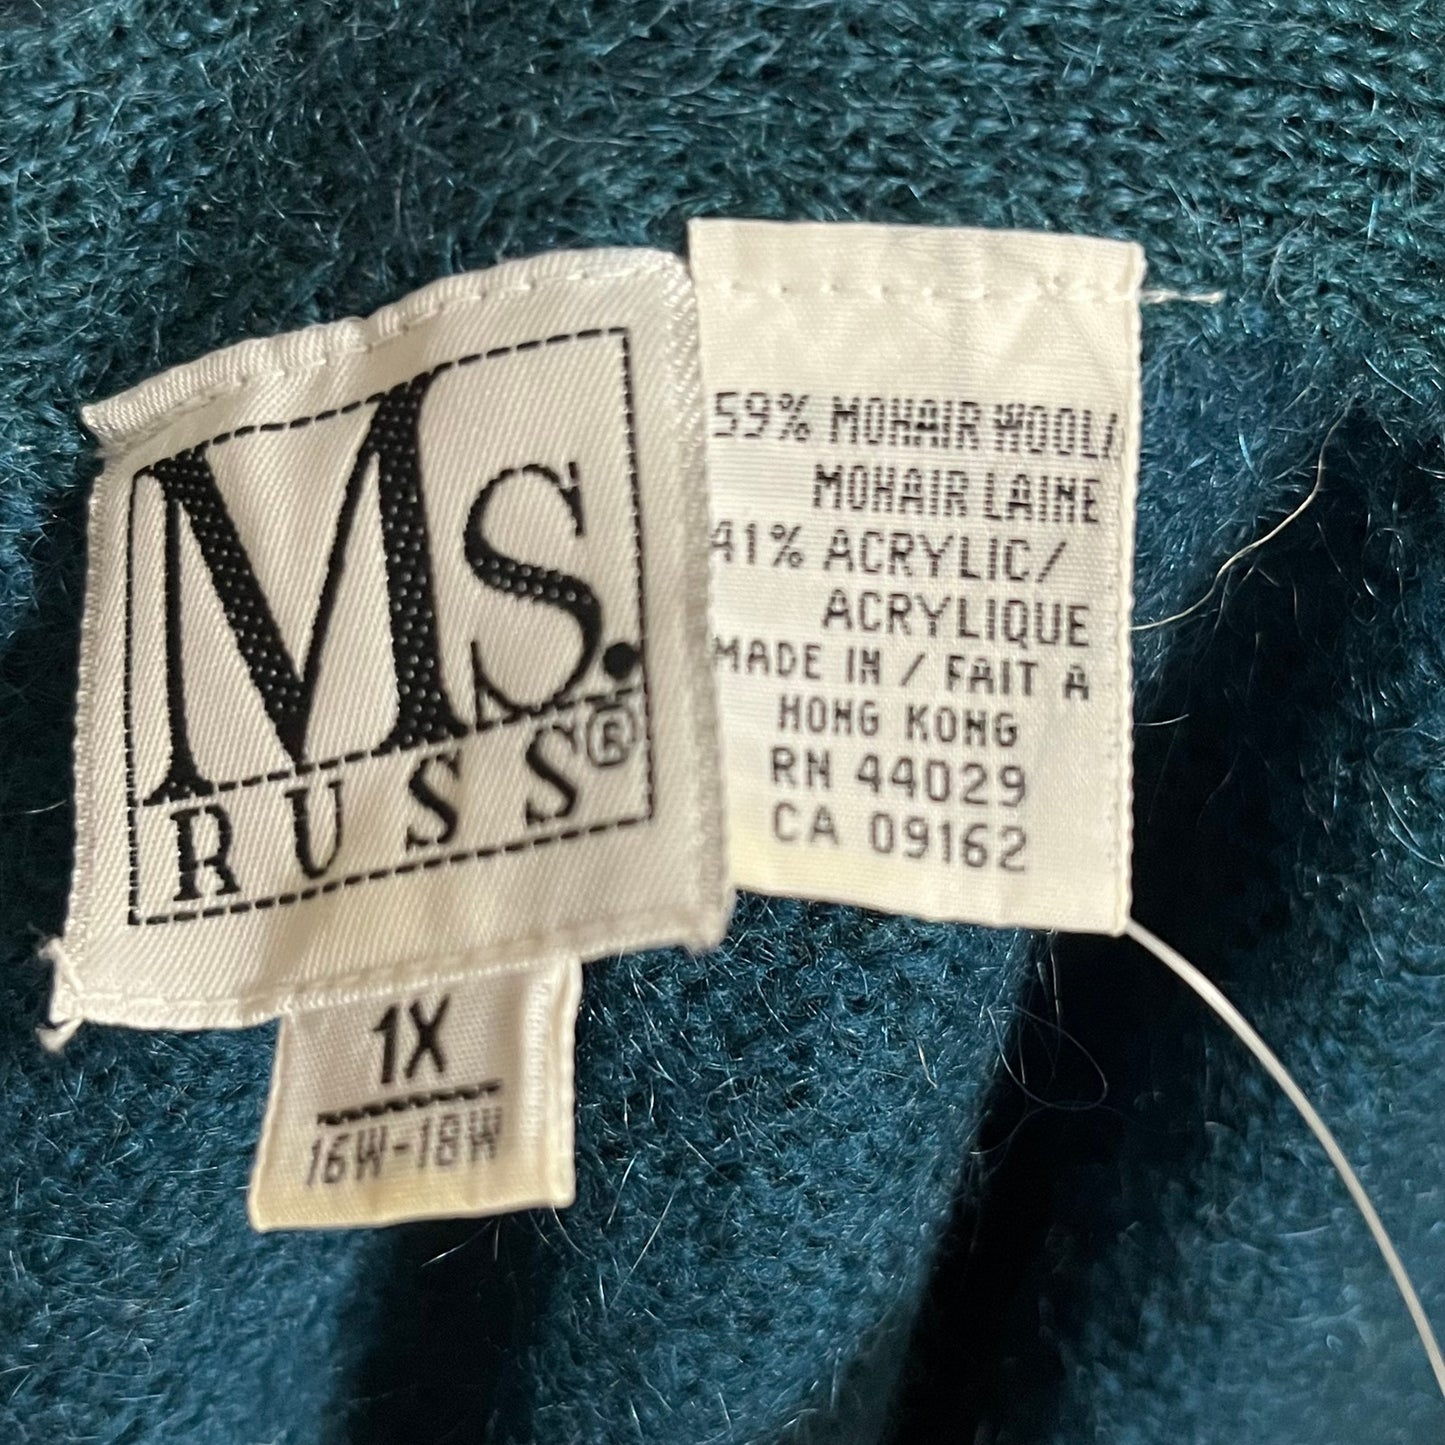 Ms.
RUSS®
1X
16W-18W
59% MOHAIR WOOL/
MOHAIR LAINE
41% ACRYLIC/
ACRYLIQUE
MADE IN / FAIT A
HONG KONG
RN 44029
CA 09162